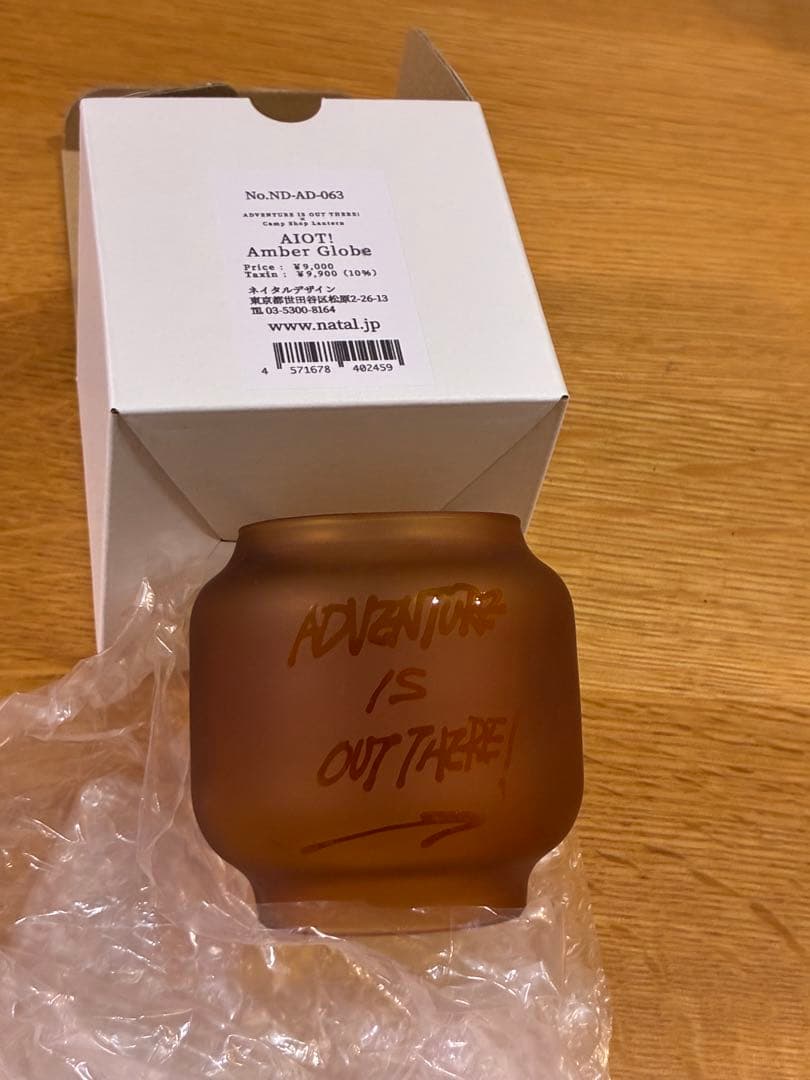 No.ND-AD-063
ADVENTURE IS OUT THERE!
×
Camp Shop Lantern
AIOT!
Amber Globe
Price : ¥9,000
Taxin : ¥9,900 (10%)
ネイタルデザイン
東京都世田谷区松原2-26-13
℡ 03-5300-8164
www.natal.jp
4 571678 402459
ADVENTURE
IS
OUT THERE!